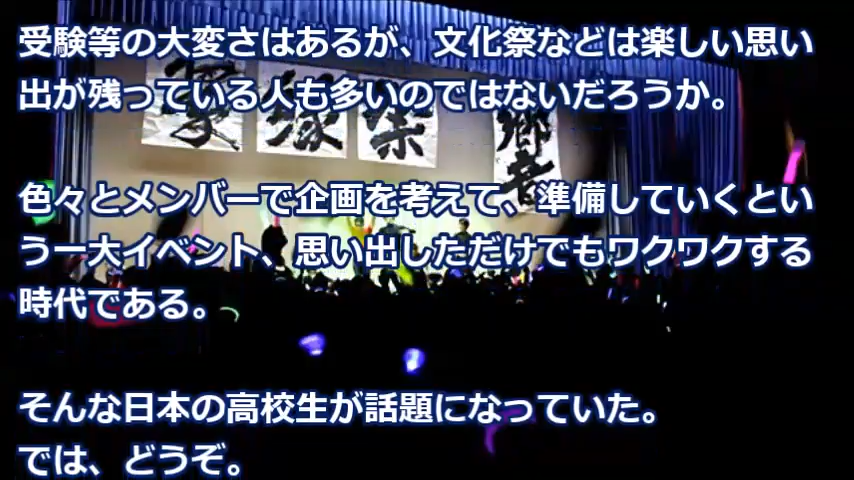 受験等の大変さはあるが、文化祭などは楽しい思い
出が残っている人も多いのではないだろうか。
色々とメンバーで企画を考えて、準備していくとい
う一大イベント、思い出しただけでもワクワクする
時代である。
そんな日本の高校生が話題になっていた。
では、どうぞ。
響